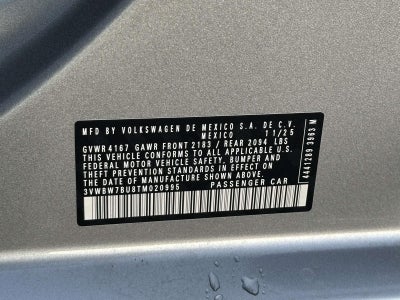 MFD BY VOLKSWAGEN DE MEXICO S.A. DE C.V.
MEXICO 11/25
GVWR 4167 GAWR FRONT 2183 / REAR 2094 LBS
THIS VEHICLE CONFORMS TO ALL APPLICABLE U.S.
FEDERAL MOTOR VEHICLE SAFETY, BUMPER AND
THEFT PREVENTION STANDARDS IN EFFECT ON THE
DATE OF MANUFACTURE SHOWN ABOVE.
3VWBW7BU8TM020995 PASSENGER CAR
4441289 3963 M